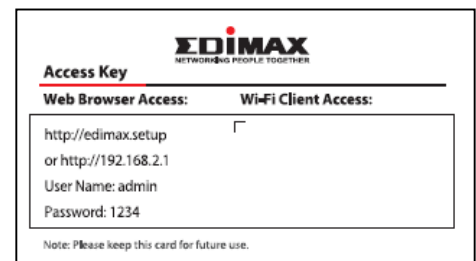 EDIMAX
NETWORKING PEOPLE TOGETHER
Access Key
Web Browser Access: Wi-Fi Client Access:
http://edimax.setup
or http://192.168.2.1
User Name: admin
Password: 1234
Note: Please keep this card for future use.